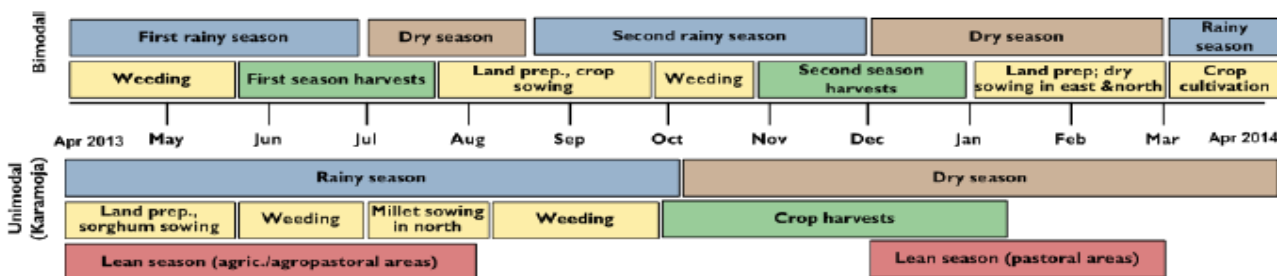 Bimodal
First rainy season
Dry season
Second rainy season
Dry season
Rainy
season
Weeding
First season harvests
Land prep., crop
sowing
Weeding
Second season
harvests
Land prep; dry
sowing in east &north
Crop
cultivation
Apr 2013 May Jun Jul Aug Sep Oct Nov Dec Jan Feb Mar Apr 2014
Unimodal
(Karamoja)
Rainy season
Dry season
Land prep.,
sorghum sowing
Weeding
Millet sowing
in north
Weeding
Crop harvests
Lean season (agric./agropastoral areas)
Lean season (pastoral areas)